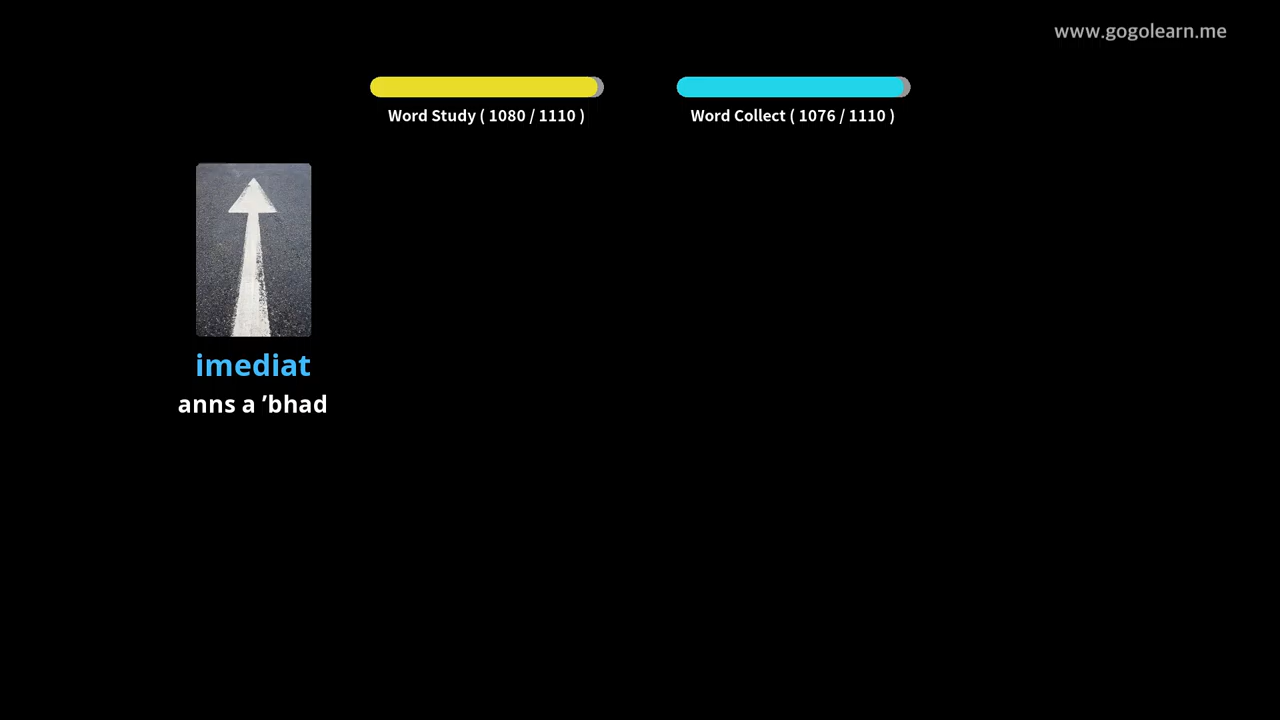 www.gogolearn.me
Word Study ( 1080 / 1110 )
Word Collect ( 1076 / 1110 )
imediat
anns a ’bhad